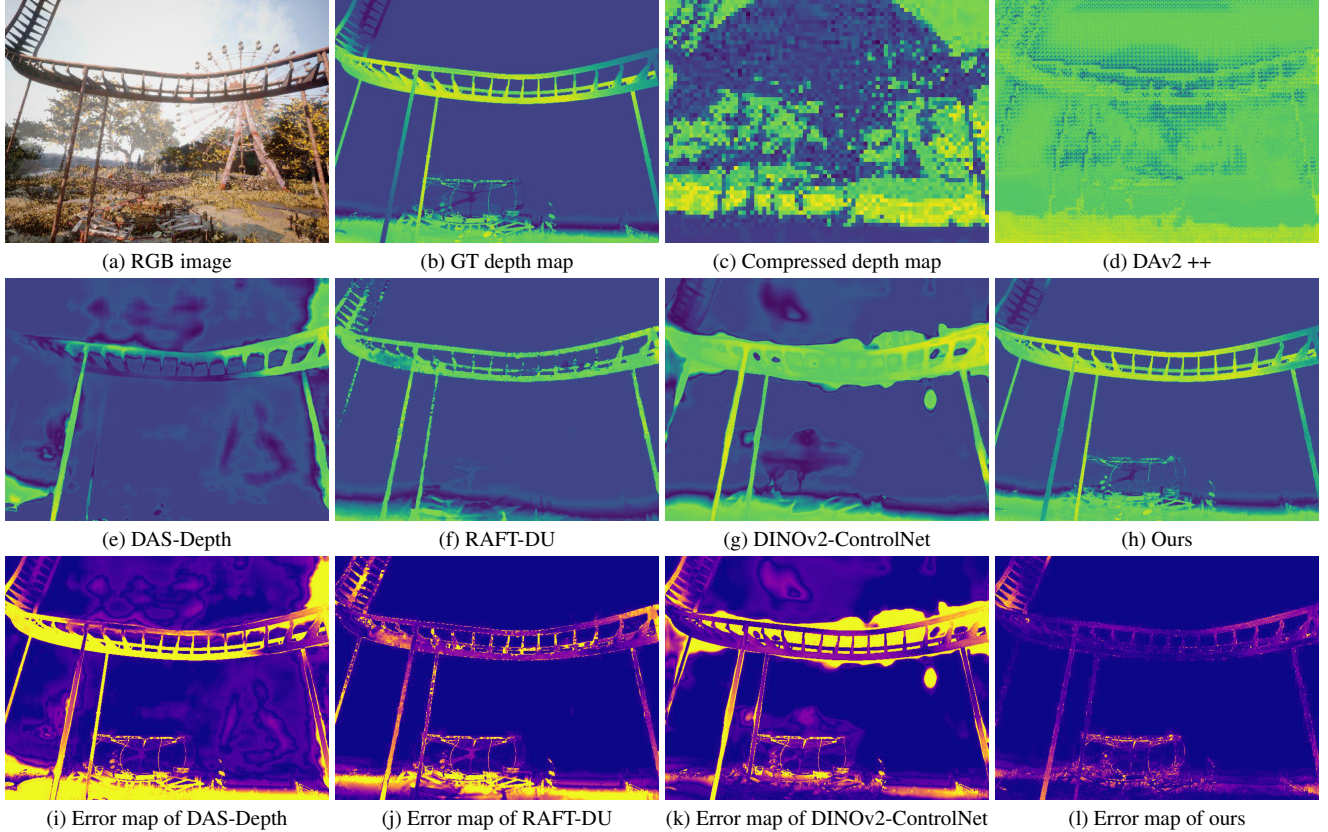 (a) RGB image
(b) GT depth map
(c) Compressed depth map
(d) DAv2 ++
(e) DAS-Depth
(f) RAFT-DU
(g) DINOv2-ControlNet
(h) Ours
(i) Error map of DAS-Depth
(j) Error map of RAFT-DU
(k) Error map of DINOv2-ControlNet
(l) Error map of ours